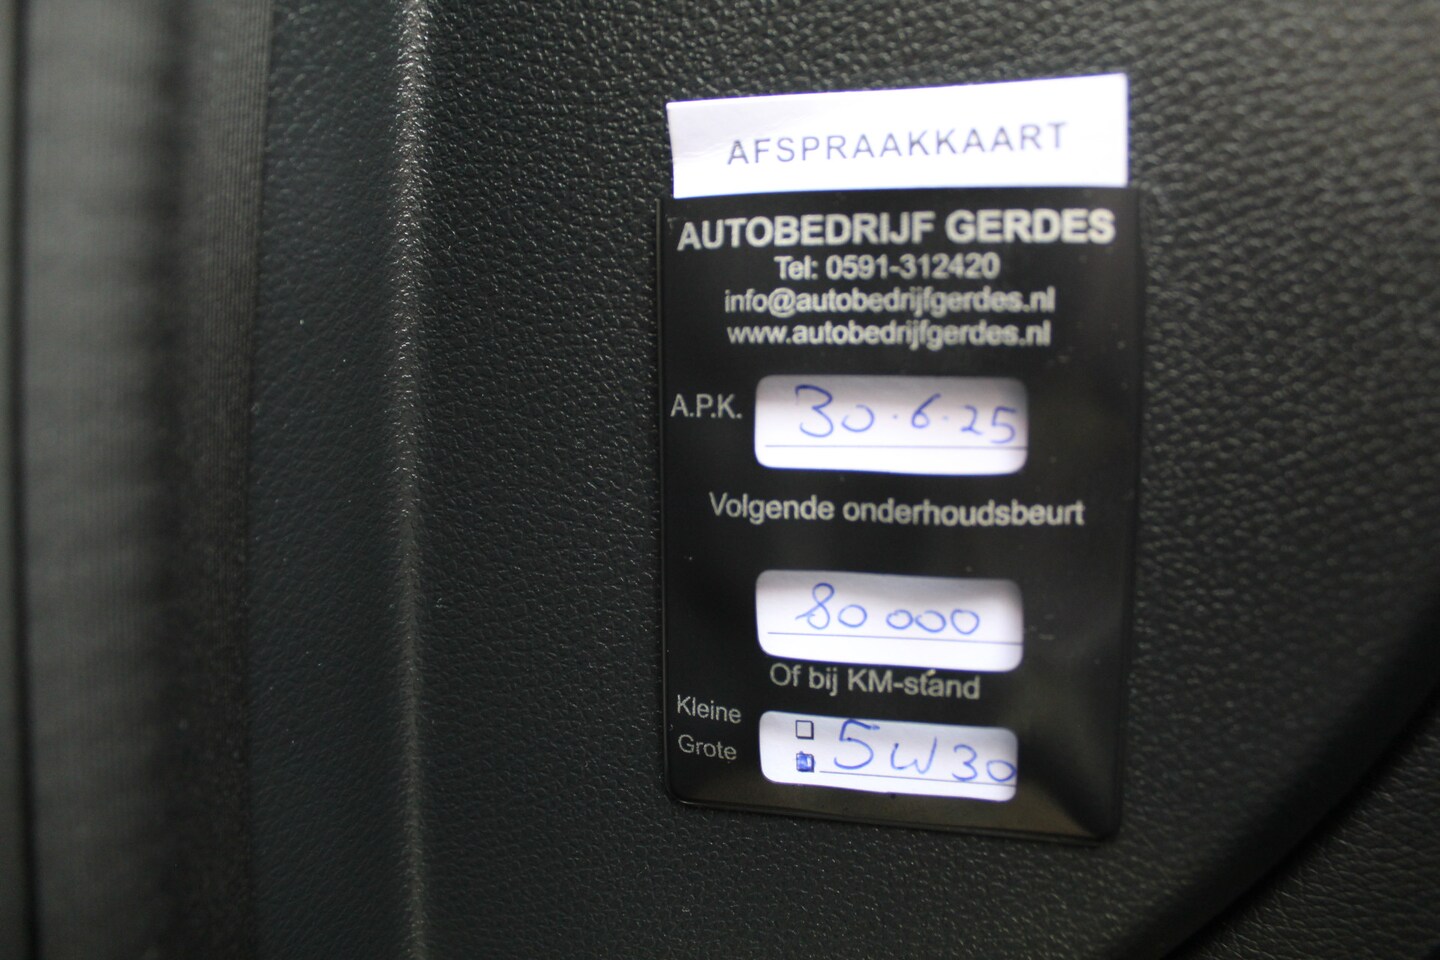 AFSPRAAKKAART
AUTOBEDRIJF GERDES
Tel: 0591-312420
info@autobedrijfgerdes.nl
www.autobedrijfgerdes.nl
A.P.K. 30.6.25
Volgende onderhoudsbeurt
80 000
Of bij KM-stand
Kleine
Grote 5W30